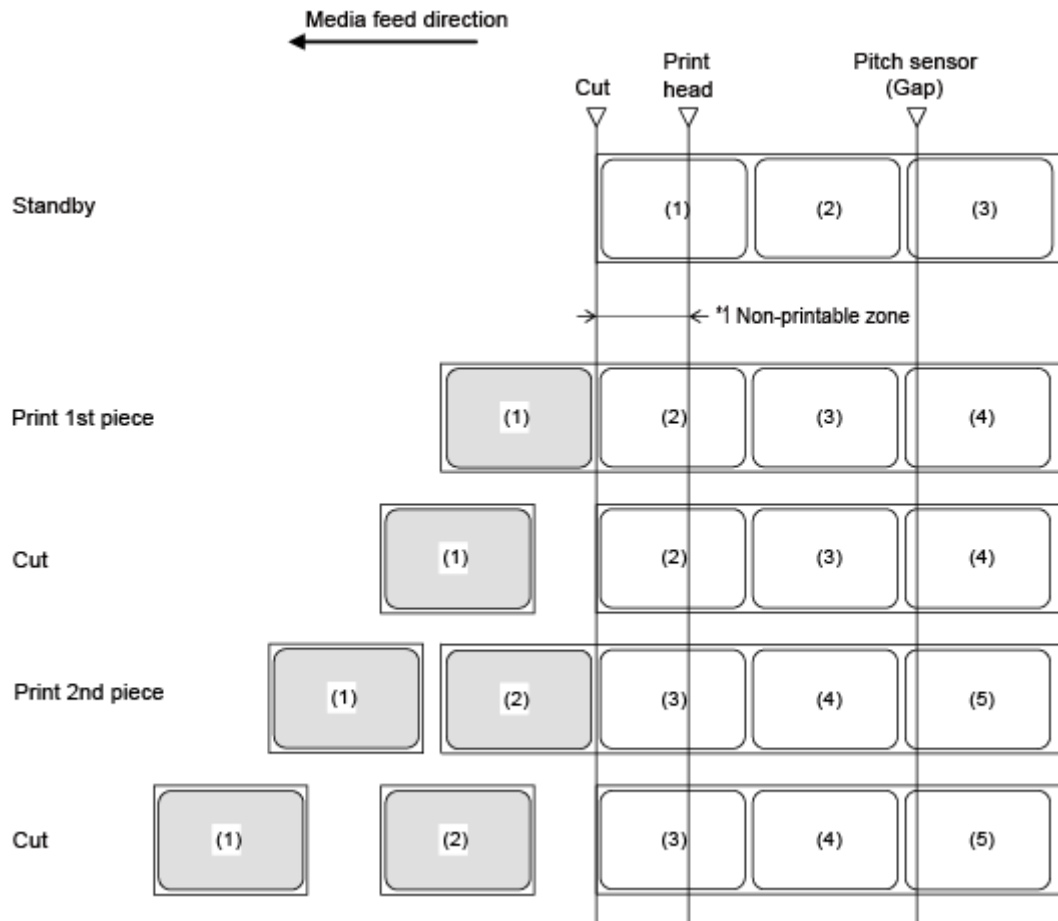 Media feed direction
Cut
Print
head
Pitch sensor
(Gap)
Standby
(1)
(2)
(3)
*1 Non-printable zone
Print 1st piece
(1)
(2)
(3)
(4)
Cut
(1)
(2)
(3)
(4)
Print 2nd piece
(1)
(2)
(3)
(4)
(5)
Cut
(1)
(2)
(3)
(4)
(5)